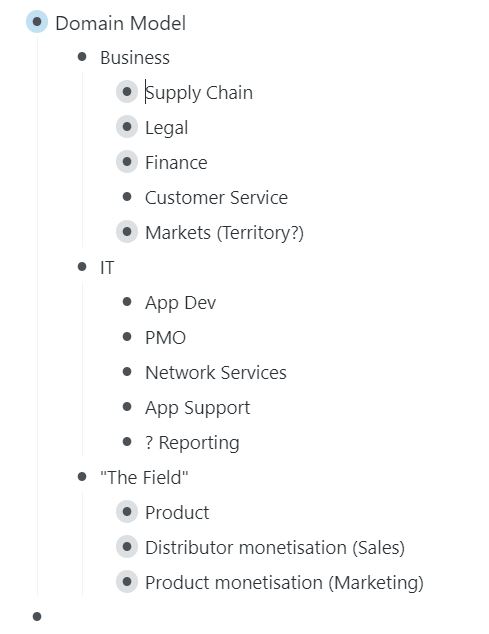 Domain Model
Business
Supply Chain
Legal
Finance
Customer Service
Markets (Territory?)
IT
App Dev
PMO
Network Services
App Support
? Reporting
"The Field"
Product
Distributor monetisation (Sales)
Product monetisation (Marketing)